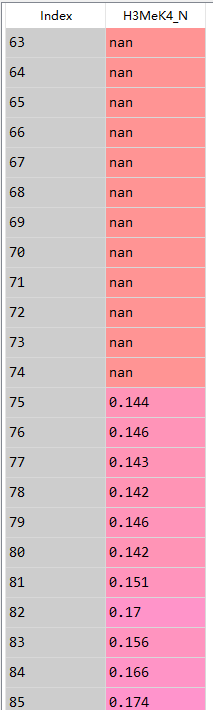 Index H3MeK4_N
63 nan
64 nan
65 nan
66 nan
67 nan
68 nan
69 nan
70 nan
71 nan
72 nan
73 nan
74 nan
75 0.144
76 0.146
77 0.143
78 0.142
79 0.146
80 0.142
81 0.151
82 0.17
83 0.156
84 0.166
85 0.174